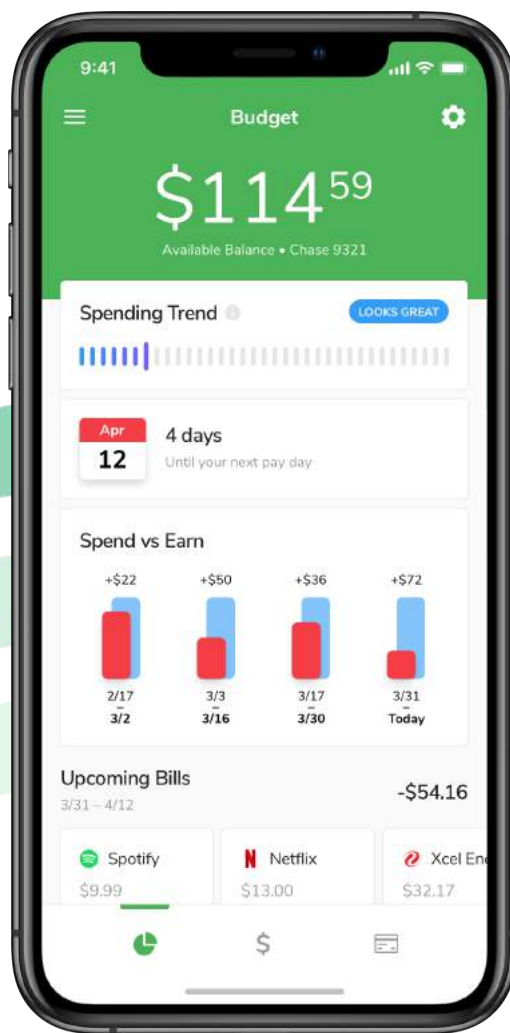 9:41
Budget
$114 59
Available Balance • Chase 9321
Spending Trend
LOOKS GREAT
Apr
12
4 days
Until your next pay day
Spend vs Earn
+$22 +$50 +$36 +$72
2/17 3/3 3/17 3/31
– – – –
3/2 3/16 3/30 Today
Upcoming Bills
-$54.16
3/31 – 4/12
Spotify Netflix Xcel En
$9.99 $13.00 $32.17
$